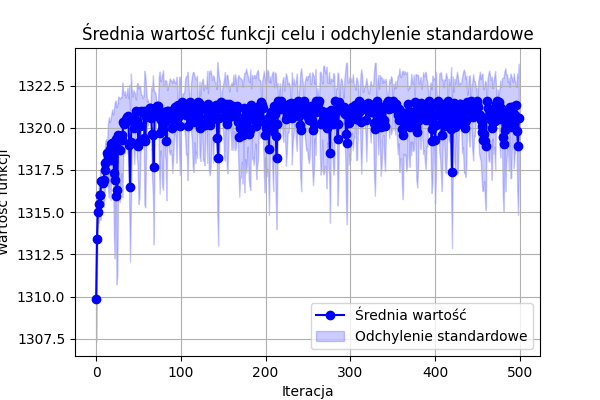 Średnia wartość funkcji celu i odchylenie standardowe
Wartość funkcji
1322.5
1320.0
1317.5
1315.0
1312.5
1310.0
1307.5
Średnia wartość
Odchylenie standardowe
0
100
200
300
400
500
Iteracja